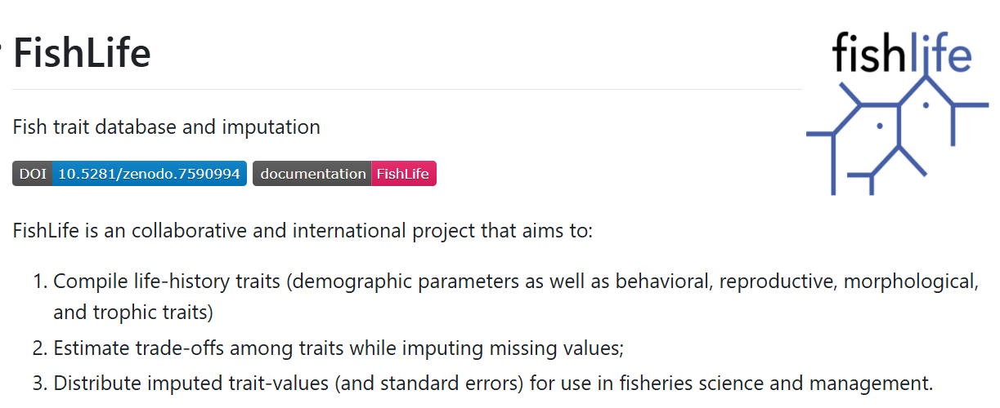 FishLife
fishlife
Fish trait database and imputation
DOI 10.5281/zenodo.7590994 documentation FishLife
FishLife is an collaborative and international project that aims to:
1. Compile life-history traits (demographic parameters as well as behavioral, reproductive, morphological,
and trophic traits)
2. Estimate trade-offs among traits while imputing missing values;
3. Distribute imputed trait-values (and standard errors) for use in fisheries science and management.